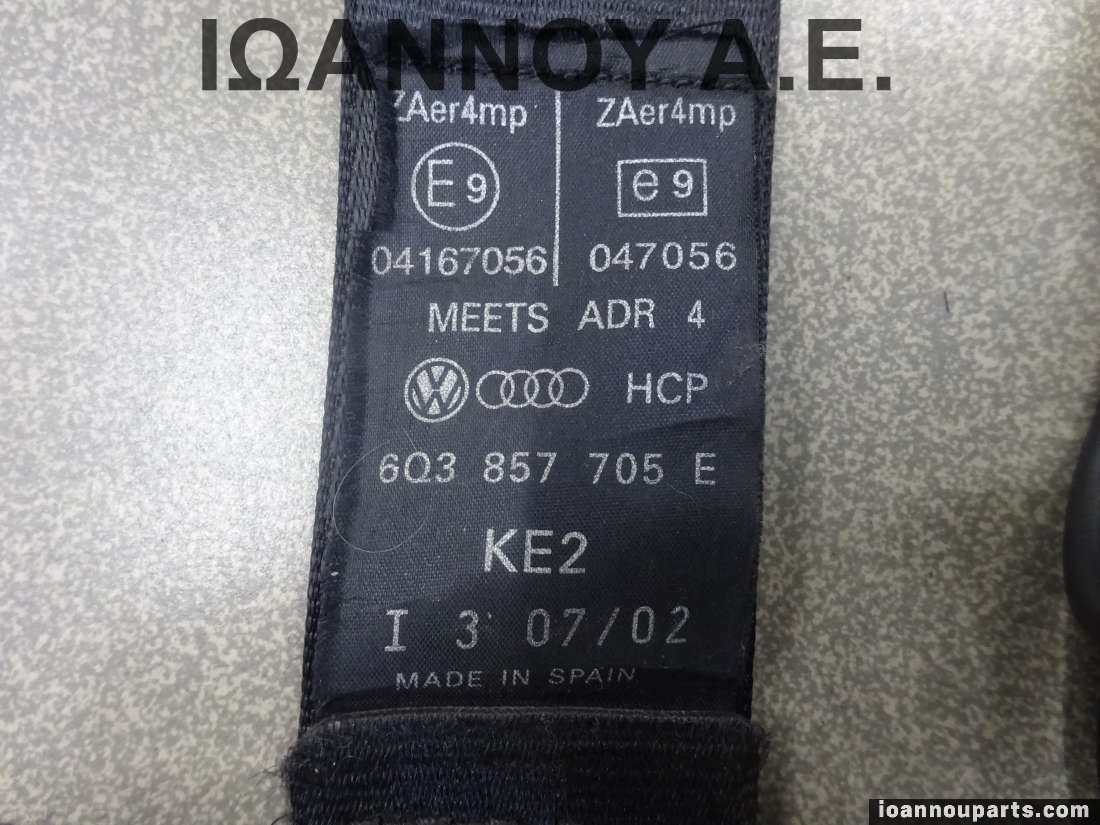 ΙΩΑΝΝΟΥ Α.Ε.
ZAer4mp ZAer4mp
E9 e9
04167056 047056
MEETS ADR 4
VW HCP
6Q3 857 705 E
KE2
I 3 07/02
MADE IN SPAIN
ioannouparts.com